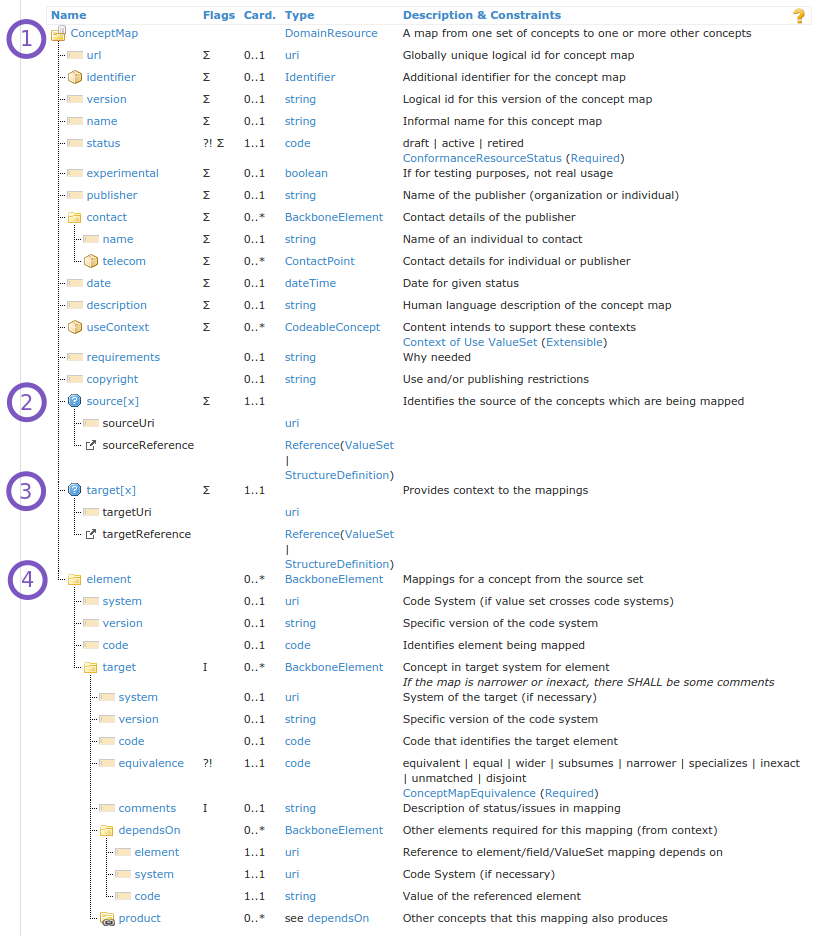 Name Flags Card. Type Description & Constraints ?
1 ConceptMap DomainResource A map from one set of concepts to one or more other concepts
url Σ 0..1 uri Globally unique logical id for concept map
identifier Σ 0..1 Identifier Additional identifier for the concept map
version Σ 0..1 string Logical id for this version of the concept map
name Σ 0..1 string Informal name for this concept map
status ?! Σ 1..1 code draft | active | retired
ConformanceResourceStatus (Required)
experimental Σ 0..1 boolean If for testing purposes, not real usage
publisher Σ 0..1 string Name of the publisher (organization or individual)
contact Σ 0..* BackboneElement Contact details of the publisher
name Σ 0..1 string Name of an individual to contact
telecom Σ 0..* ContactPoint Contact details for individual or publisher
date Σ 0..1 dateTime Date for given status
description Σ 0..1 string Human language description of the concept map
useContext Σ 0..* CodeableConcept Content intends to support these contexts
Context of Use ValueSet (Extensible)
requirements 0..1 string Why needed
copyright 0..1 string Use and/or publishing restrictions
2 ? source[x] Σ 1..1 Identifies the source of the concepts which are being mapped
sourceUri uri
sourceReference Reference(ValueSet
|
StructureDefinition)
3 ? target[x] Σ 1..1 Provides context to the mappings
targetUri uri
targetReference Reference(ValueSet
|
StructureDefinition)
4 element 0..* BackboneElement Mappings for a concept from the source set
system 0..1 uri Code System (if value set crosses code systems)
version 0..1 string Specific version of the code system
code 0..1 code Identifies element being mapped
target I 0..* BackboneElement Concept in target system for element
If the map is narrower or inexact, there SHALL be some comments
system 0..1 uri System of the target (if necessary)
version 0..1 string Specific version of the code system
code 0..1 code Code that identifies the target element
equivalence ?! 1..1 code equivalent | equal | wider | subsumes | narrower | specializes | inexact
| unmatched | disjoint
ConceptMapEquivalence (Required)
comments I 0..1 string Description of status/issues in mapping
dependsOn 0..* BackboneElement Other elements required for this mapping (from context)
element 1..1 uri Reference to element/field/ValueSet mapping depends on
system 1..1 uri Code System (if necessary)
code 1..1 string Value of the referenced element
product 0..* see dependsOn Other concepts that this mapping also produces